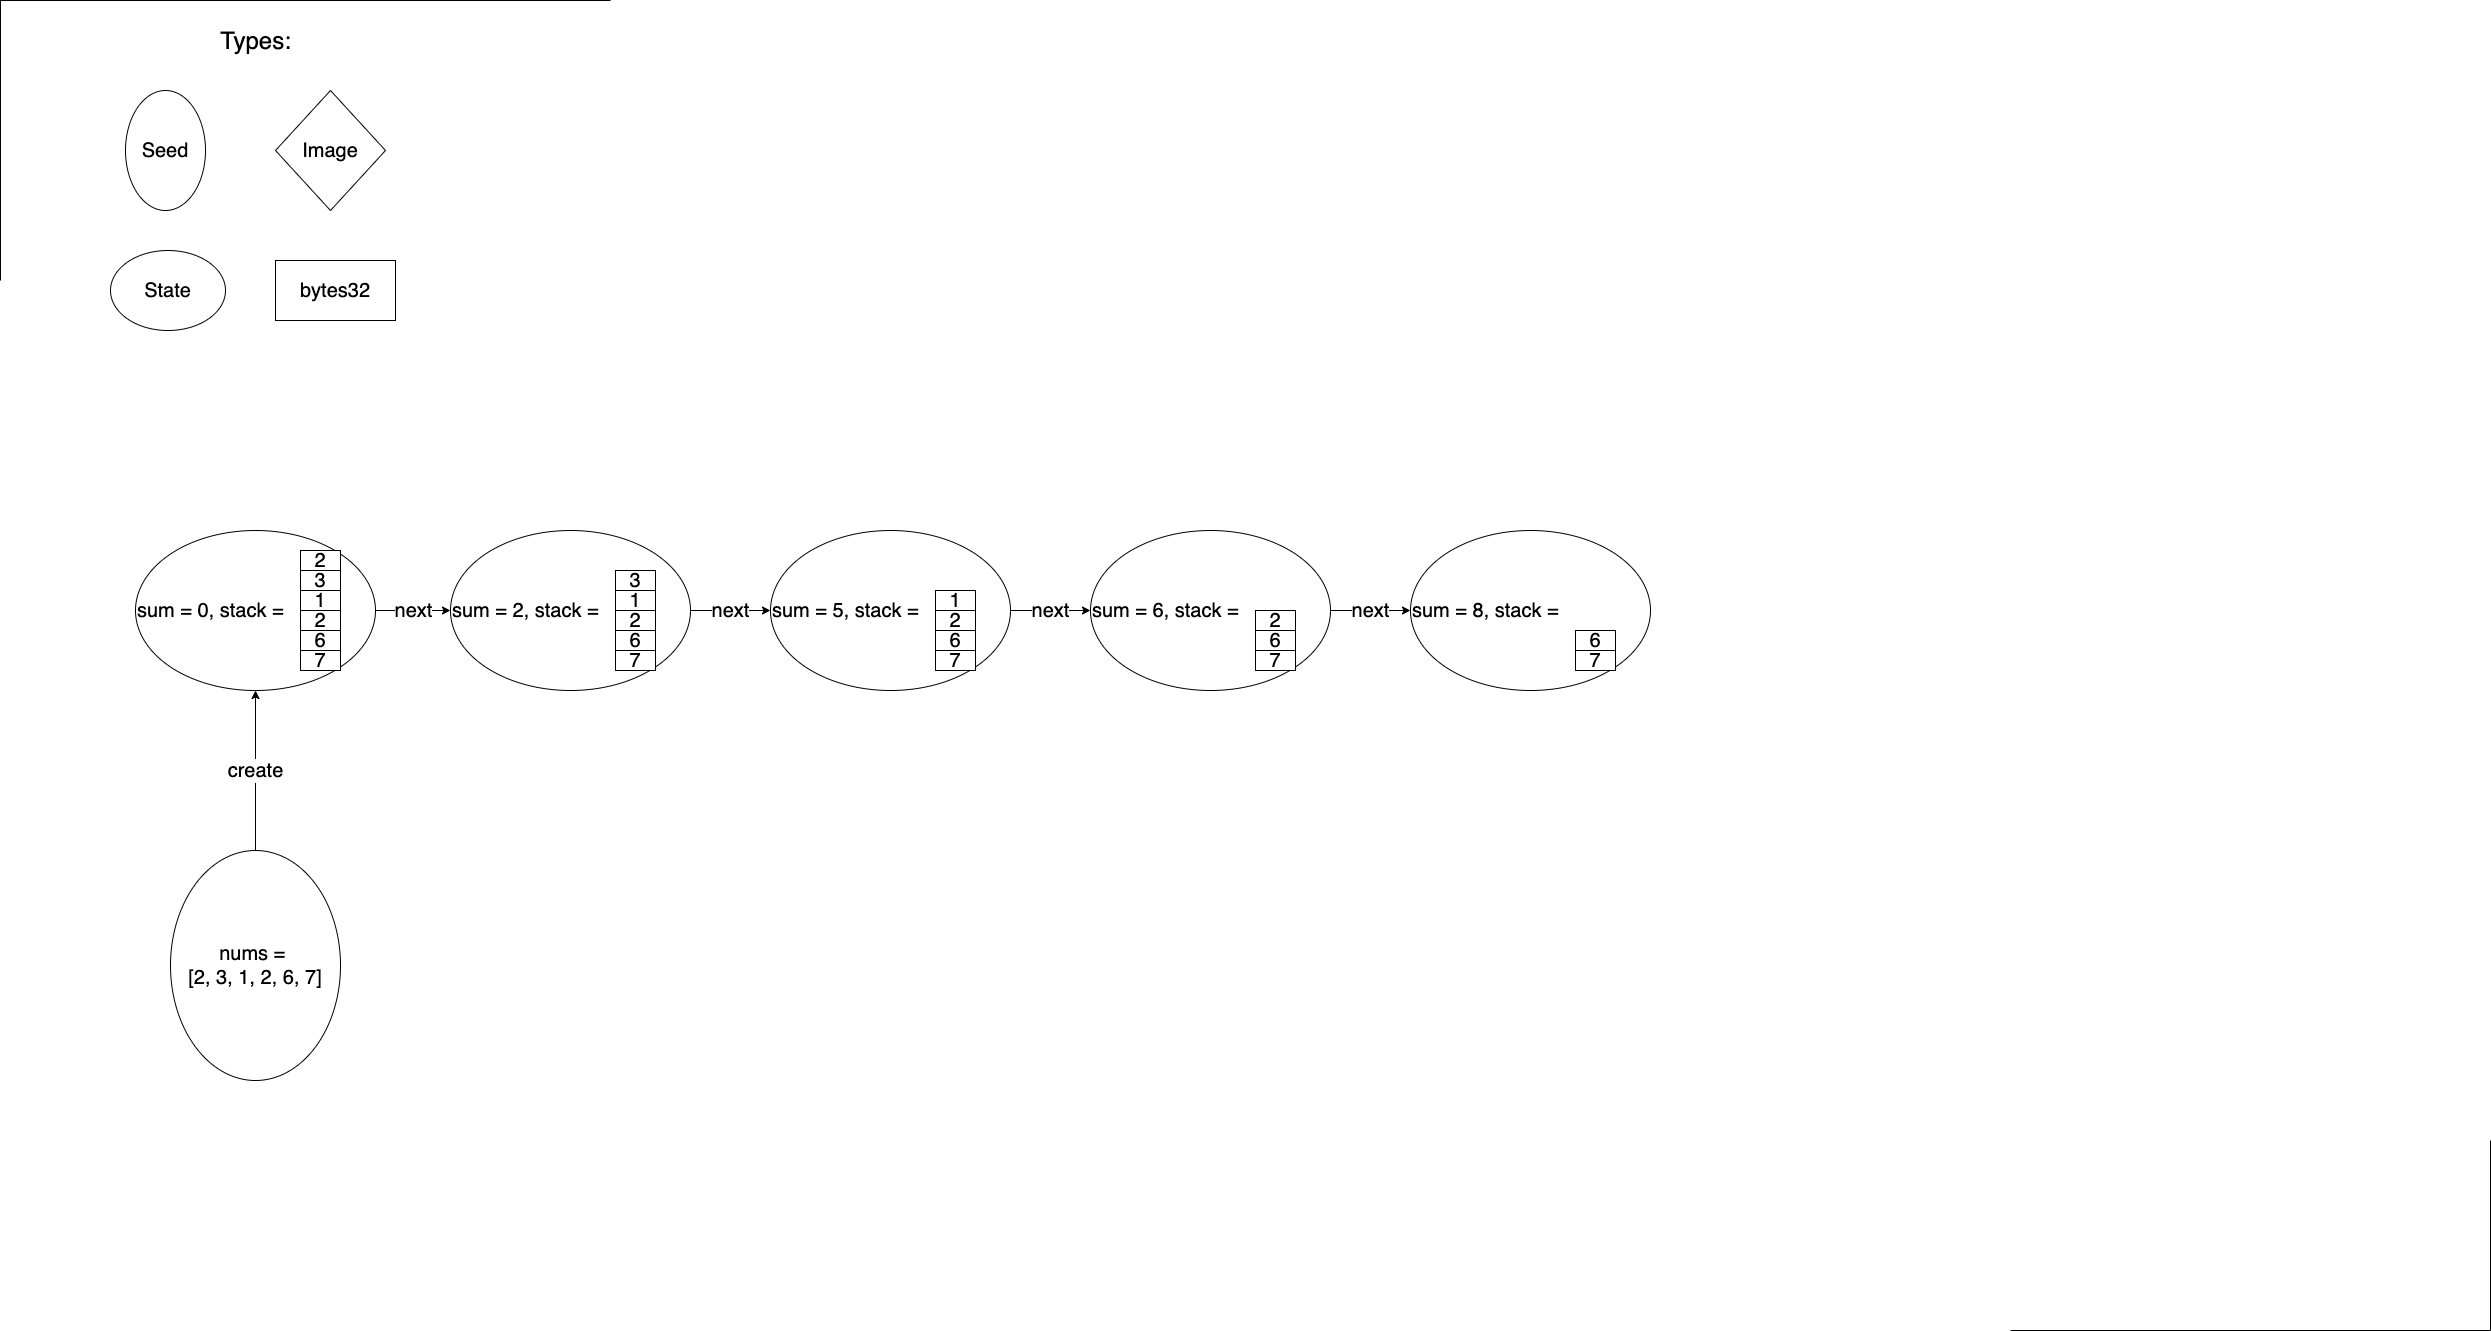 Types:
Seed
Image
State
bytes32
sum = 0, stack =
2
3
1
2
6
7
next
sum = 2, stack =
3
1
2
6
7
next
sum = 5, stack =
1
2
6
7
next
sum = 6, stack =
2
6
7
next
sum = 8, stack =
6
7
create
nums =
[2, 3, 1, 2, 6, 7]